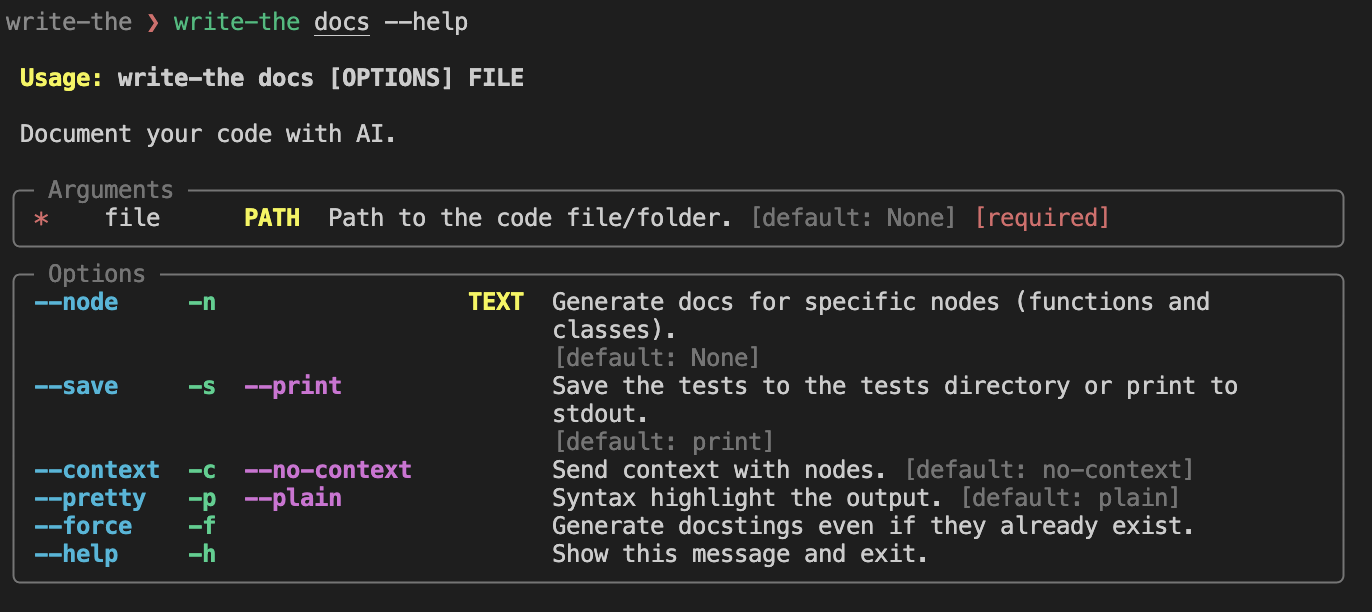 write-the ❯ write-the docs --help
Usage: write-the docs [OPTIONS] FILE
Document your code with AI.
Arguments
* file PATH Path to the code file/folder. [default: None] [required]
Options
--node -n TEXT Generate docs for specific nodes (functions and
classes).
[default: None]
--save -s --print Save the tests to the tests directory or print to
stdout.
[default: print]
--context -c --no-context Send context with nodes. [default: no-context]
--pretty -p --plain Syntax highlight the output. [default: plain]
--force -f Generate docstings even if they already exist.
--help -h Show this message and exit.